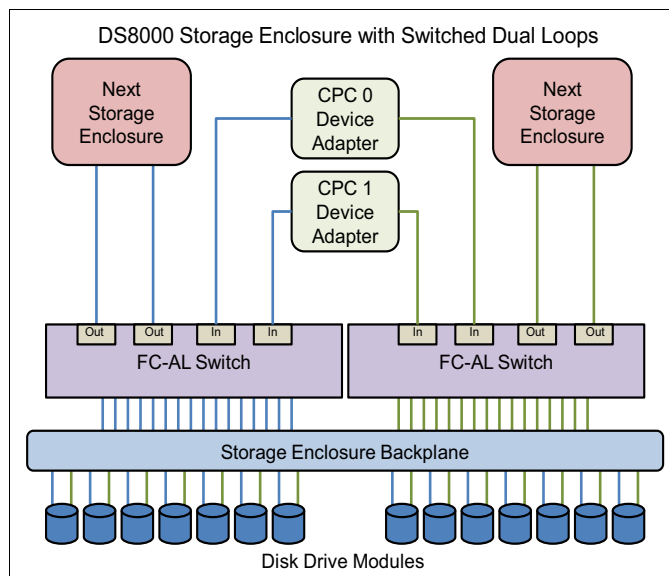 DS8000 Storage Enclosure with Switched Dual Loops
Next
Storage
Enclosure
CPC 0
Device
Adapter
Next
Storage
Enclosure
CPC 1
Device
Adapter
Out
Out
In
In
In
In
Out
Out
FC-AL Switch
FC-AL Switch
Storage Enclosure Backplane
Disk Drive Modules